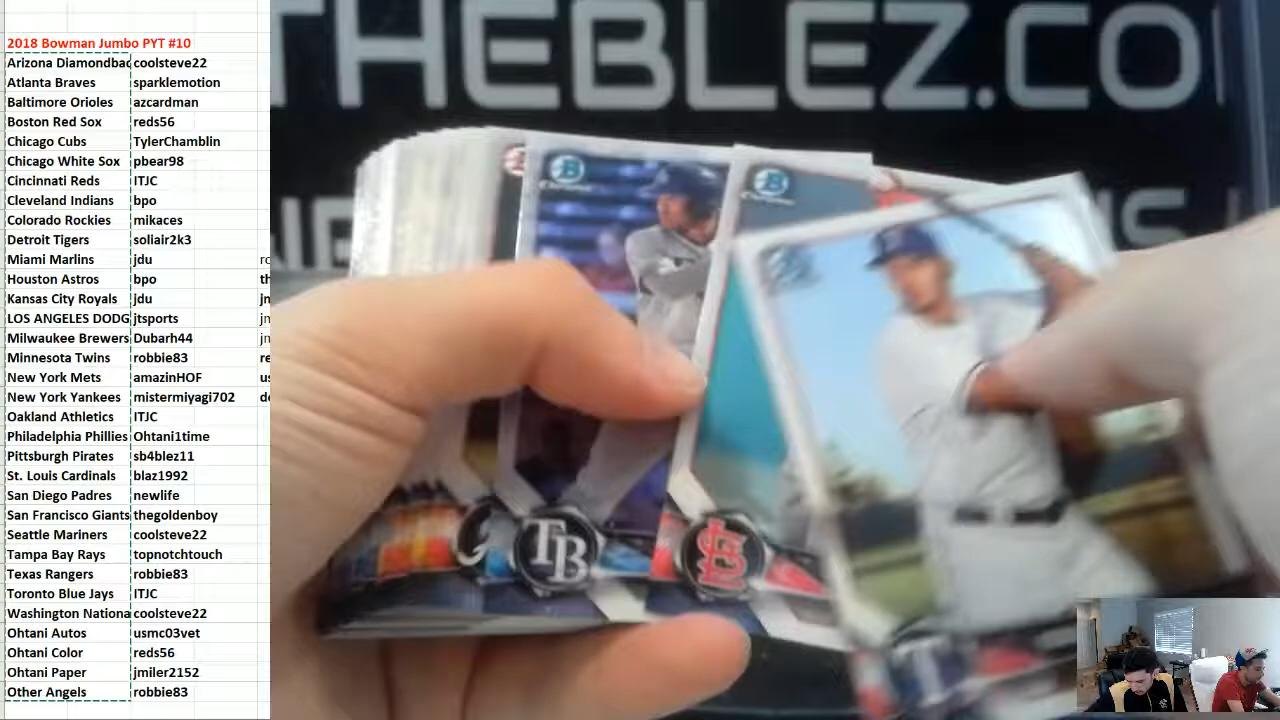 2018 Bowman Jumbo PYT #10
Arizona Diamondbac coolsteve22
Atlanta Braves sparklemotion
Baltimore Orioles azcardman
Boston Red Sox reds56
Chicago Cubs TylerChamblin
Chicago White Sox pbear98
Cincinnati Reds ITJC
Cleveland Indians bpo
Colorado Rockies mikaces
Detroit Tigers soliair2k3
Miami Marlins jdu
Houston Astros bpo
Kansas City Royals jdu
LOS ANGELES DODG jtsports
Milwaukee Brewers Dubarh44
Minnesota Twins robbie83
New York Mets amazinHOF
New York Yankees mistermiyagi702
Oakland Athletics ITJC
Philadelphia Phillies Ohtani1time
Pittsburgh Pirates sb4blez11
St. Louis Cardinals blaz1992
San Diego Padres newlife
San Francisco Giants thegoldenboy
Seattle Mariners coolsteve22
Tampa Bay Rays topnotchtouch
Texas Rangers robbie83
Toronto Blue Jays ITJC
Washington Nationa coolsteve22
Ohtani Autos usmc03vet
Ohtani Color reds56
Ohtani Paper jmiler2152
Other Angels robbie83
THEBLEZ.CO
B
B
TB